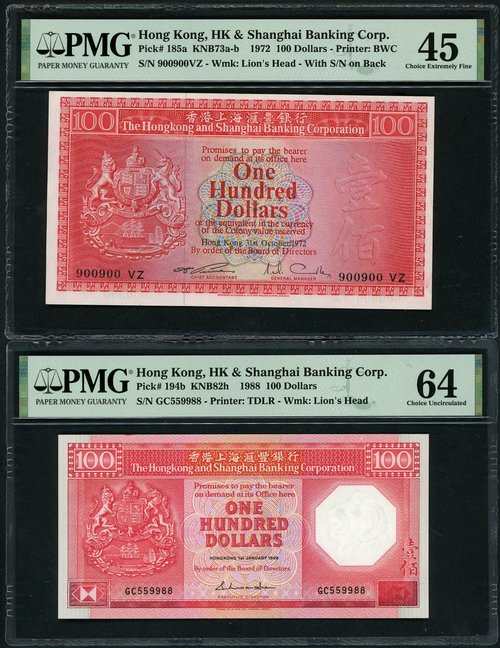 PMG
PAPER MONEY GUARANTY
Hong Kong, HK & Shanghai Banking Corp.
Pick# 185a KNB73a-b 1972 100 Dollars - Printer: BWC
S/N 900900VZ - Wmk: Lion's Head - With S/N on Back
45
Choice Extremely Fine
100
香港上海滙豐銀行
The Hongkong and Shanghai Banking Corporation
100
Promises to pay the bearer
on demand at its office here
One
Hundred
Dollars
or the equivalent in the currency
of the Colony value received
Hong Kong 31st October 1972
By order of the Board of Directors
壹百
900900 VZ
CHIEF ACCOUNTANT
GENERAL MANAGER
900900 VZ
PMG
PAPER MONEY GUARANTY
Hong Kong, HK & Shanghai Banking Corp.
Pick# 194b KNB82h 1988 100 Dollars
S/N GC559988 - Printer: TDLR - Wmk: Lion's Head
64
Choice Uncirculated
100
香港上海滙豐銀行
The Hongkong and Shanghai Banking Corporation
100
Promises to pay the bearer
on demand at its Office here
ONE
HUNDRED
DOLLARS
By order of the Board of Directors
GC559988
EXECUTIVE DIRECTOR
GC559988